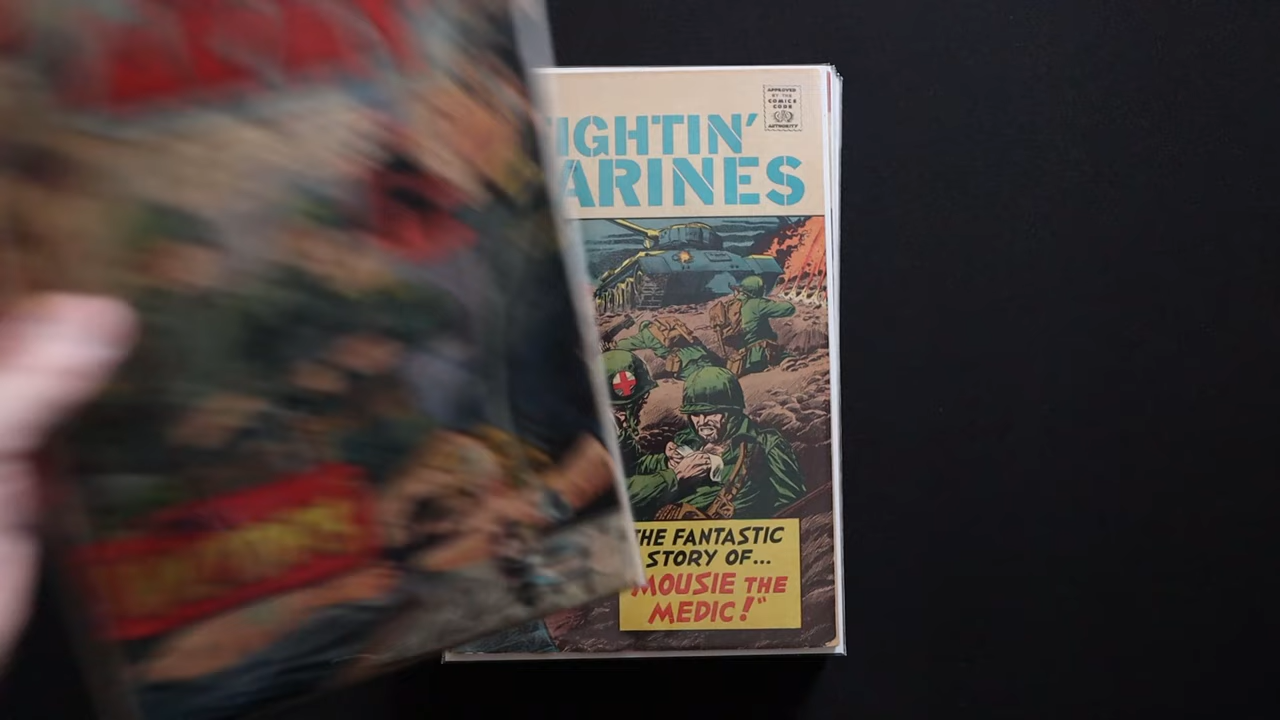 APPROVED
BY THE
COMICS
CODE
AUTHORITY
IGHTIN'
ARINES
THE FANTASTIC
STORY OF...
MOUSIE THE
MEDIC!"